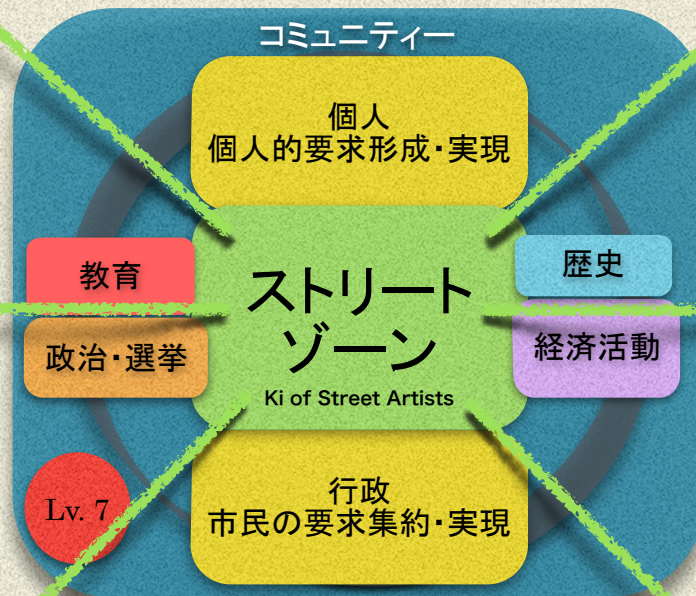 コミュニティー
個人
個人的要求形成・実現
教育
歴史
ストリート
ゾーン
政治・選挙
経済活動
Ki of Street Artists
Lv. 7
行政
市民の要求集約・実現